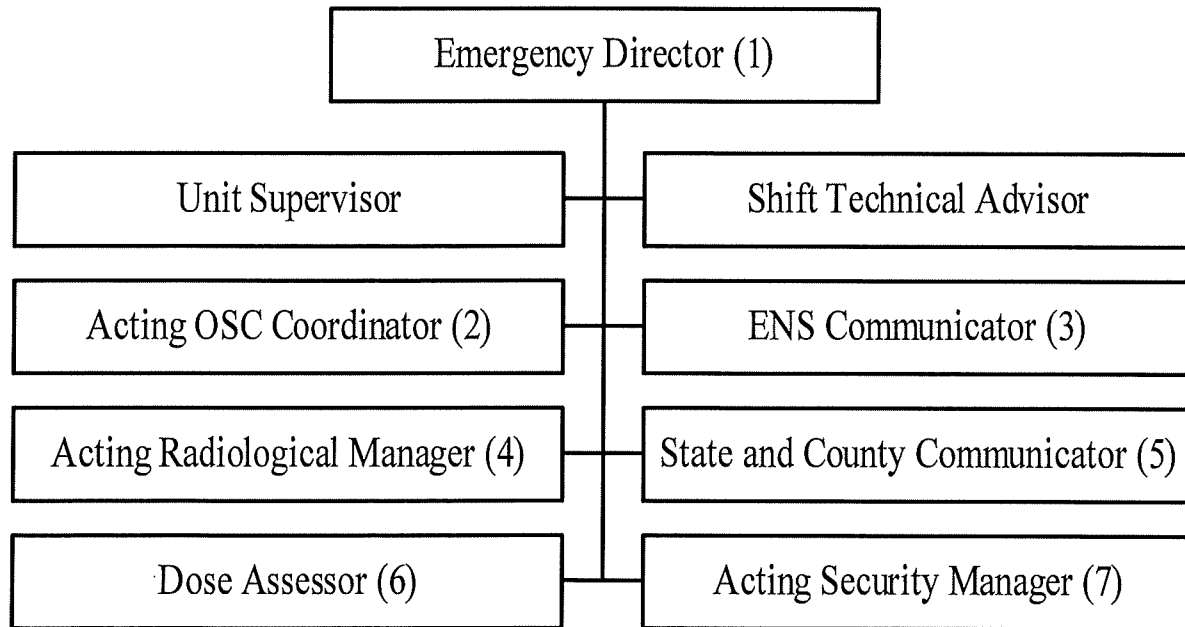 Emergency Director (1)
Unit Supervisor
Shift Technical Advisor
Acting OSC Coordinator (2)
ENS Communicator (3)
Acting Radiological Manager (4)
State and County Communicator (5)
Dose Assessor (6)
Acting Security Manager (7)